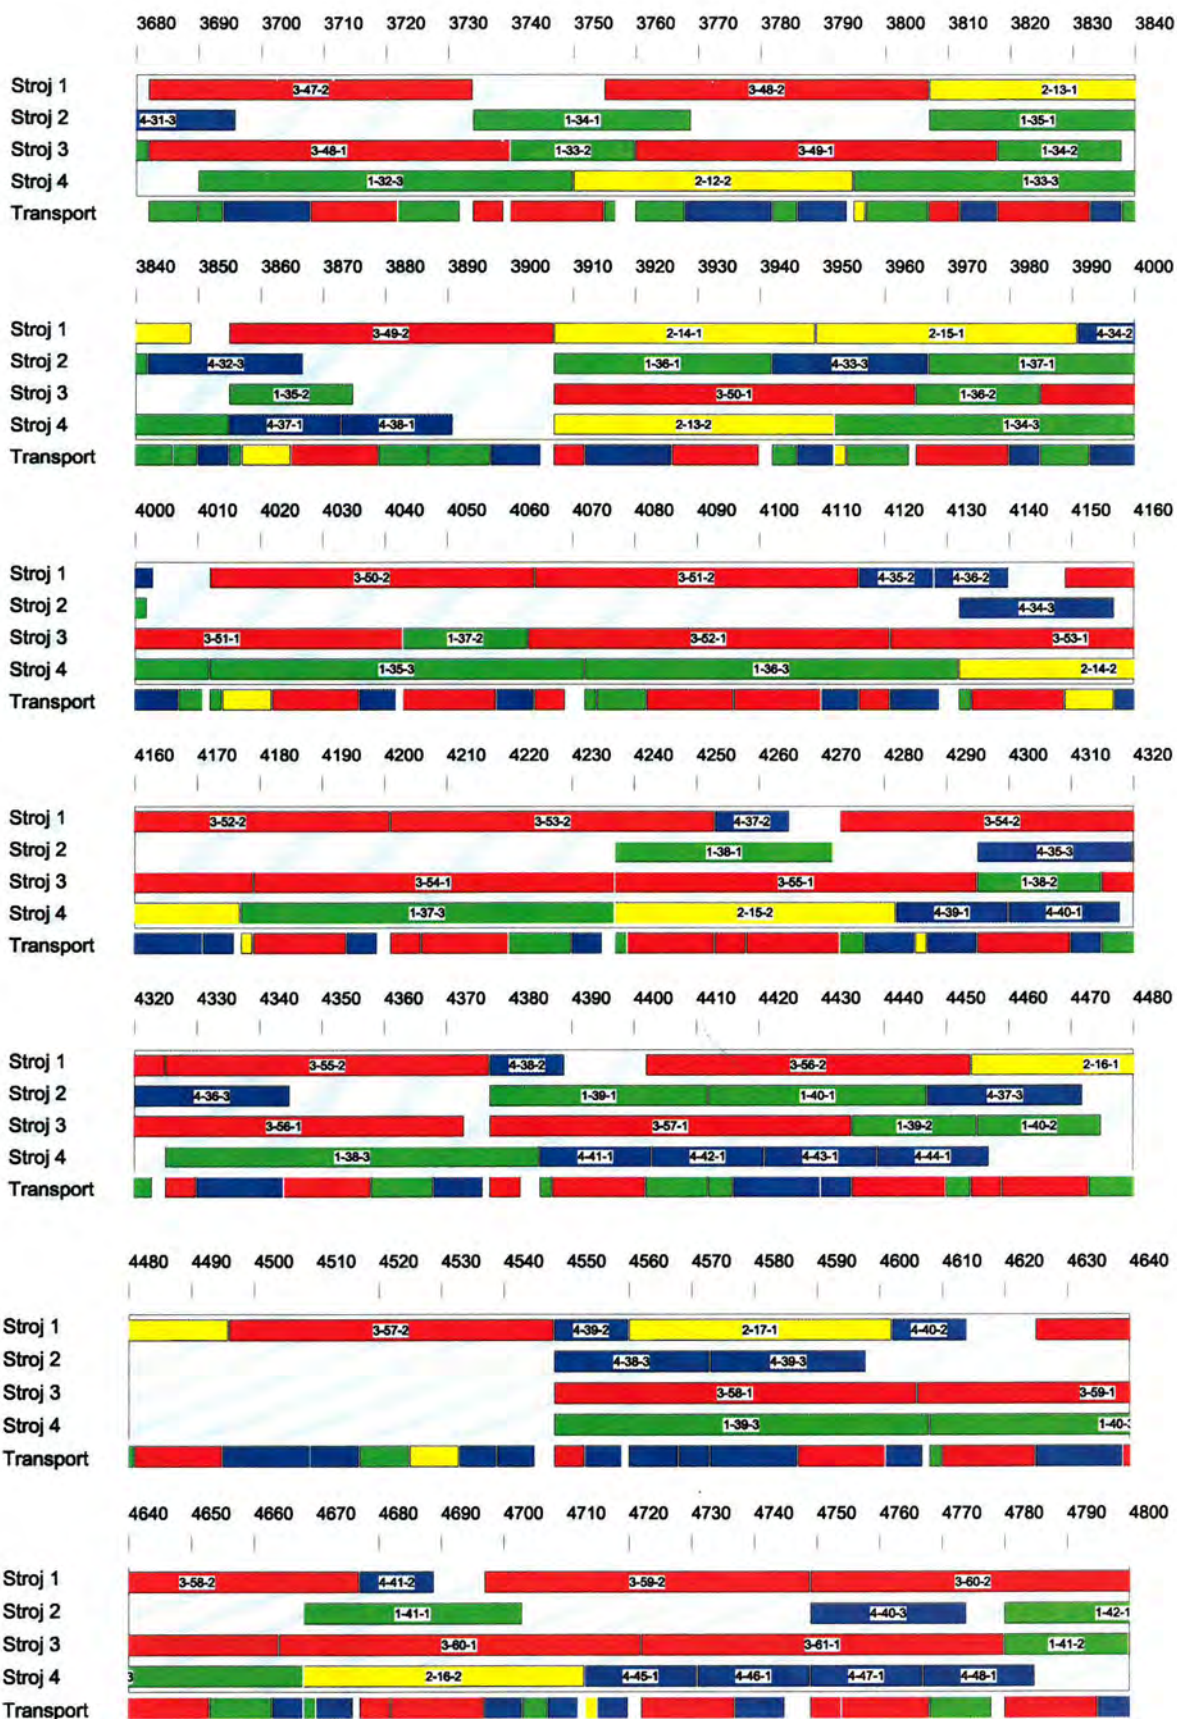 3680 3690 3700 3710 3720 3730 3740 3750 3760 3770 3780 3790 3800 3810 3820 3830 3840
Stroj 1 3-47-2 3-48-2 2-13-1
Stroj 2 4-31-3 1-34-1 1-35-1
Stroj 3 3-48-1 1-33-2 3-49-1 1-34-2
Stroj 4 1-32-3 2-12-2 1-33-3
Transport
3840 3850 3860 3870 3880 3890 3900 3910 3920 3930 3940 3950 3960 3970 3980 3990 4000
Stroj 1 3-49-2 2-14-1 2-15-1 4-34-2
Stroj 2 4-32-3 1-36-1 4-33-3 1-37-1
Stroj 3 1-35-2 3-50-1 1-36-2
Stroj 4 4-37-1 4-38-1 2-13-2 1-34-3
Transport
4000 4010 4020 4030 4040 4050 4060 4070 4080 4090 4100 4110 4120 4130 4140 4150 4160
Stroj 1 3-50-2 3-51-2 4-35-2 4-36-2
Stroj 2 4-34-3
Stroj 3 3-51-1 1-37-2 3-52-1 3-53-1
Stroj 4 1-35-3 1-36-3 2-14-2
Transport
4160 4170 4180 4190 4200 4210 4220 4230 4240 4250 4260 4270 4280 4290 4300 4310 4320
Stroj 1 3-52-2 3-53-2 4-37-2 3-54-2
Stroj 2 1-38-1 4-35-3
Stroj 3 3-54-1 3-55-1 1-38-2
Stroj 4 1-37-3 2-15-2 4-39-1 4-40-1
Transport
4320 4330 4340 4350 4360 4370 4380 4390 4400 4410 4420 4430 4440 4450 4460 4470 4480
Stroj 1 3-55-2 4-38-2 3-56-2 2-16-1
Stroj 2 4-36-3 1-39-1 1-40-1 4-37-3
Stroj 3 3-56-1 3-57-1 1-39-2 1-40-2
Stroj 4 1-38-3 4-41-1 4-42-1 4-43-1 4-44-1
Transport
4480 4490 4500 4510 4520 4530 4540 4550 4560 4570 4580 4590 4600 4610 4620 4630 4640
Stroj 1 3-57-2 4-39-2 2-17-1 4-40-2
Stroj 2 4-38-3 4-39-3
Stroj 3 3-58-1 3-59-1
Stroj 4 1-39-3 1-40-3
Transport
4640 4650 4660 4670 4680 4690 4700 4710 4720 4730 4740 4750 4760 4770 4780 4790 4800
Stroj 1 3-58-2 4-41-2 3-59-2 3-60-2
Stroj 2 1-41-1 4-40-3 1-42-1
Stroj 3 3-60-1 3-61-1 1-41-2
Stroj 4 3 2-16-2 4-45-1 4-46-1 4-47-1 4-48-1
Transport